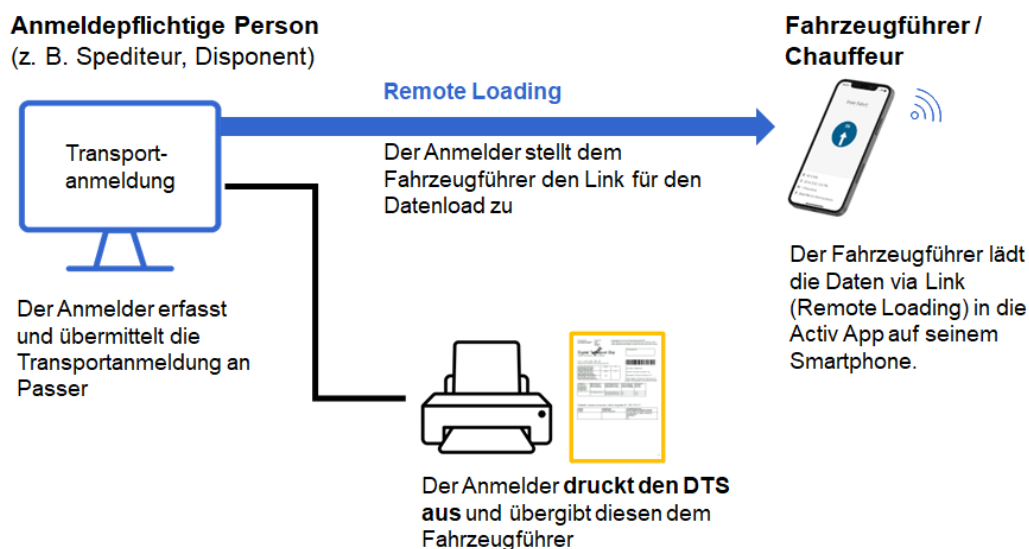 Anmeldepflichtige Person
(z. B. Spediteur, Disponent)
Fahrzeugführer /
Chauffeur
Remote Loading
Transport-
anmeldung
Der Anmelder stellt dem
Fahrzeugführer den Link für den
Datenload zu
Der Anmelder erfasst
und übermittelt die
Transportanmeldung an
Passer
Der Fahrzeugführer lädt
die Daten via Link
(Remote Loading) in die
Activ App auf seinem
Smartphone.
Der Anmelder druckt den DTS
aus und übergibt diesen dem
Fahrzeugführer